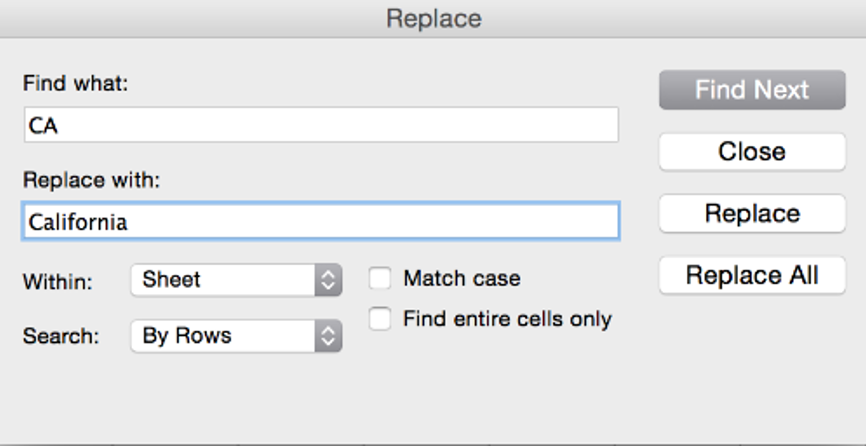 Replace
Find what:
CA
Replace with:
California
Within:
Sheet
Match case
Search:
By Rows
Find entire cells only
Find Next
Close
Replace
Replace All